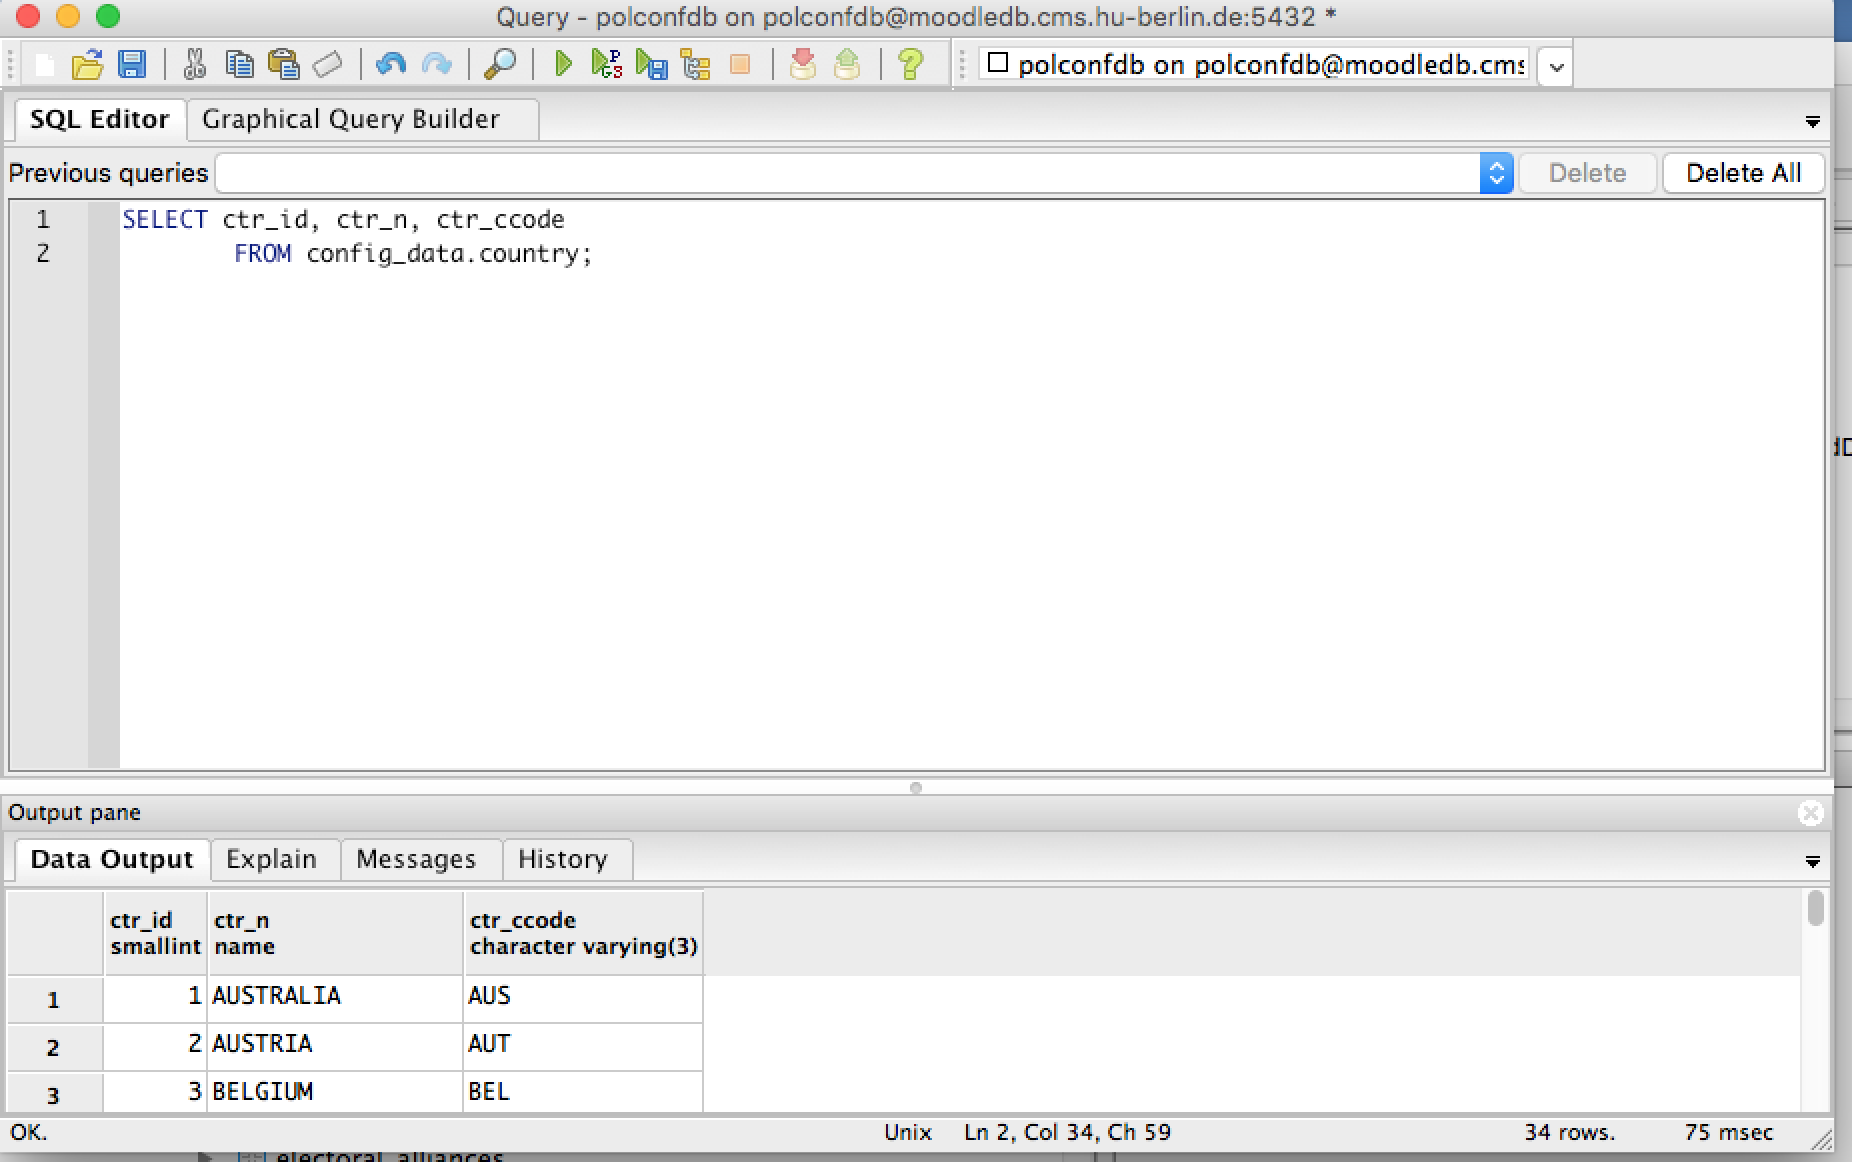 Query - polconfdb on polconfdb@moodledb.cms.hu-berlin.de:5432 *
polconfdb on polconfdb@moodledb.cms
SQL Editor Graphical Query Builder
Previous queries Delete Delete All
1 SELECT ctr_id, ctr_n, ctr_ccode
2 FROM config_data.country;
Output pane
Data Output Explain Messages History
ctr_id ctr_n ctr_ccode
smallint name character varying(3)
1 1 AUSTRALIA AUS
2 2 AUSTRIA AUT
3 3 BELGIUM BEL
OK. Unix Ln 2, Col 34, Ch 59 34 rows. 75 msec
electoral_alliances